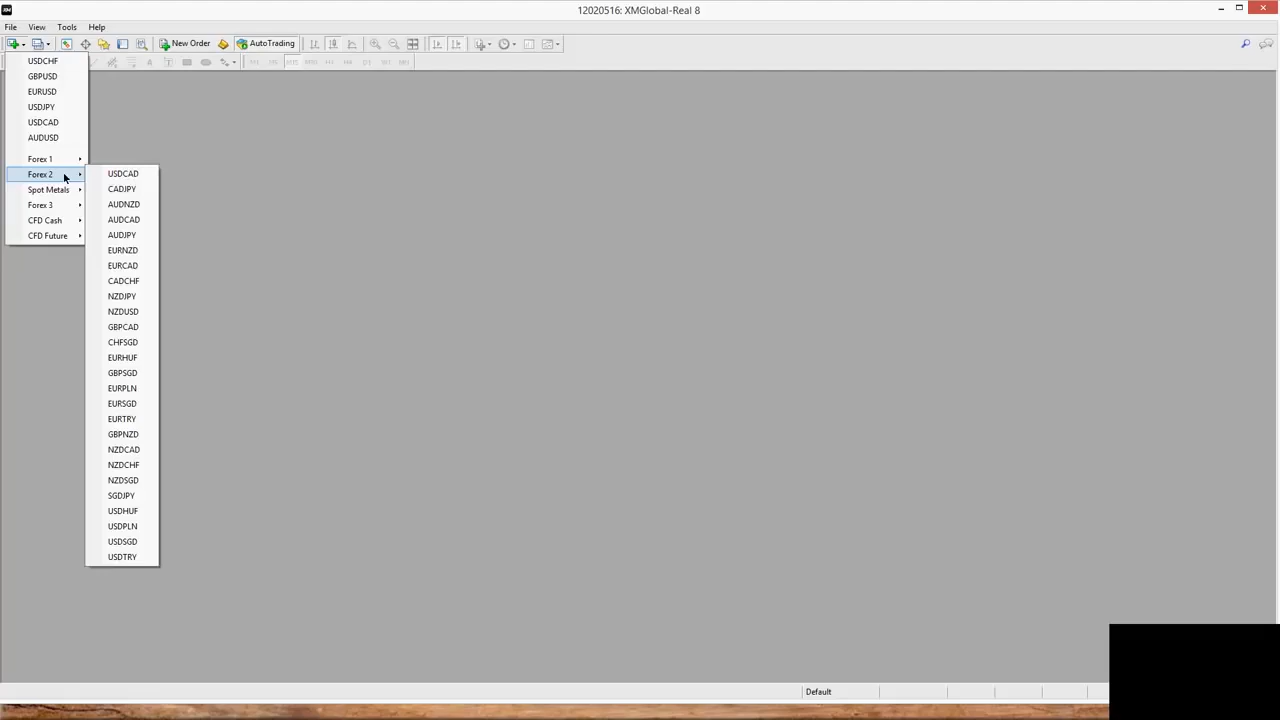 XM
12020516: XMGlobal-Real 8
File View Tools Help
New Order AutoTrading
A T
USDCHF
GBPUSD
EURUSD
USDJPY
USDCAD
AUDUSD
Forex 1
Forex 2
Spot Metals
Forex 3
CFD Cash
CFD Future
USDCAD
CADJPY
AUDNZD
AUDCAD
AUDJPY
EURNZD
EURCAD
CADCHF
NZDJPY
NZDUSD
GBPCAD
CHFSGD
EURHUF
GBPSGD
EURPLN
EURSGD
EURTRY
GBPNZD
NZDCAD
NZDCHF
NZDSGD
SGDJPY
USDHUF
USDPLN
USDSGD
USDTRY
Default